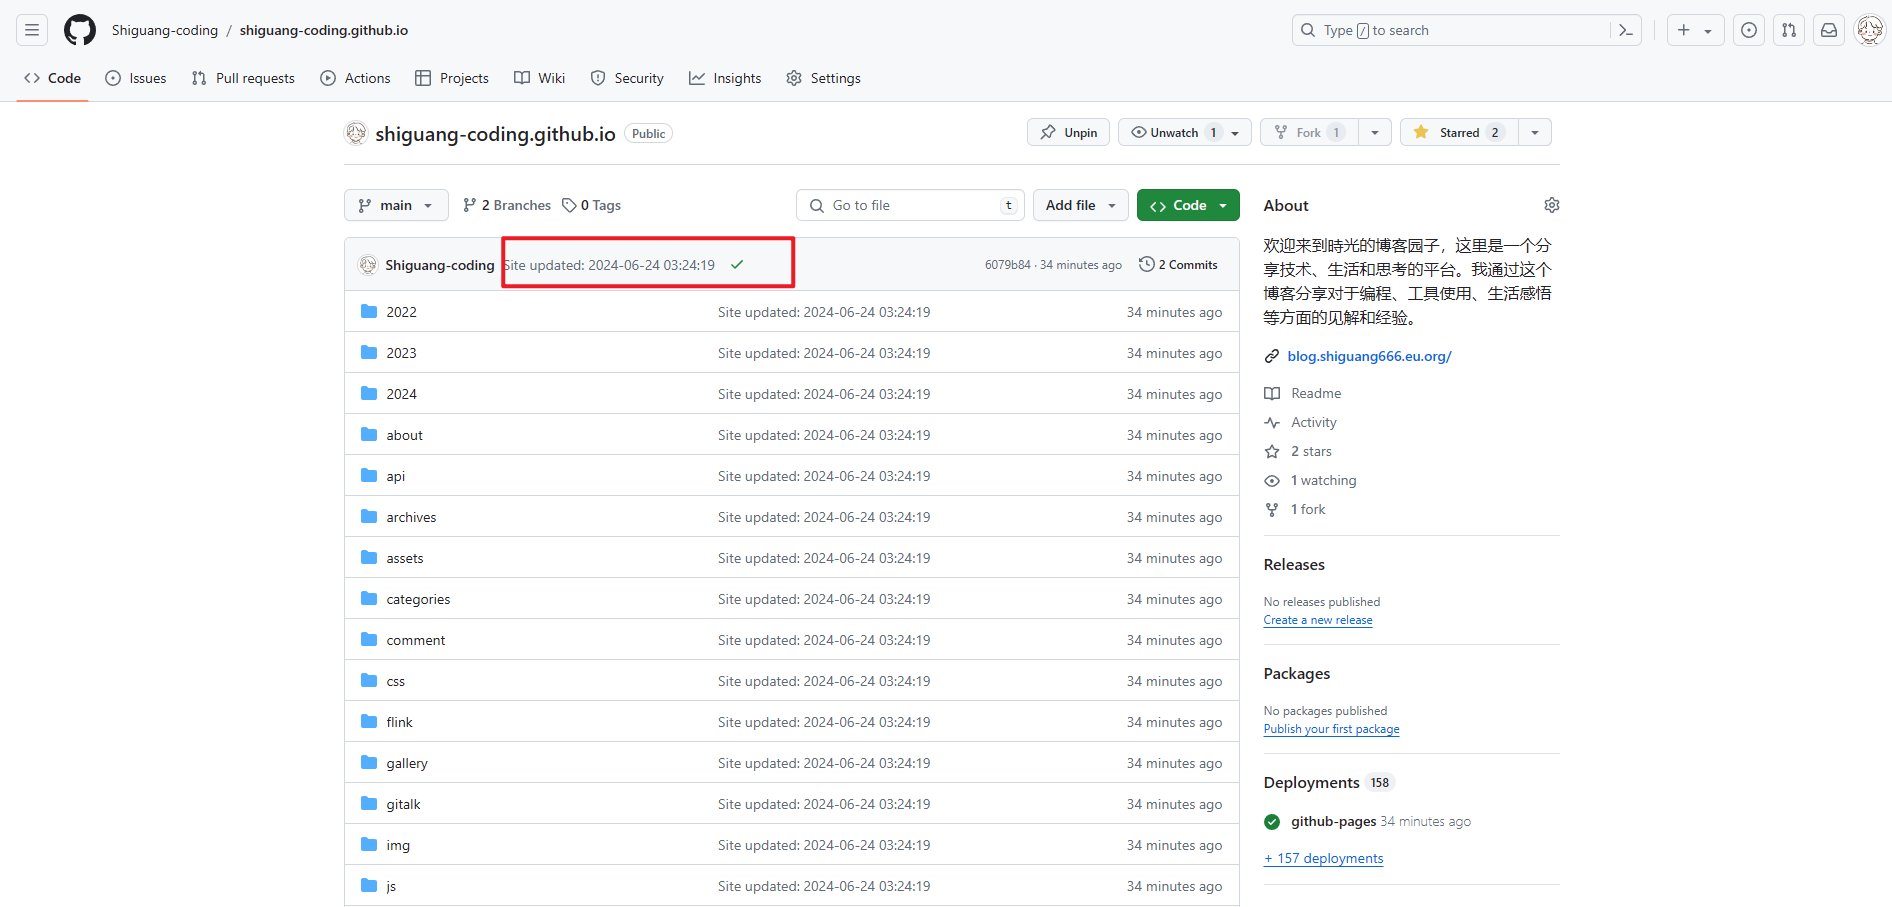 Shiguang-coding / shiguang-coding.github.io
Type / to search
Code Issues Pull requests Actions Projects Wiki Security Insights Settings
shiguang-coding.github.io Public
Unpin Unwatch 1 Fork 1 Starred 2
main 2 Branches 0 Tags Go to file t Add file Code
Shiguang-coding Site updated: 2024-06-24 03:24:19 6079b84 · 34 minutes ago 2 Commits
2022 Site updated: 2024-06-24 03:24:19 34 minutes ago
2023 Site updated: 2024-06-24 03:24:19 34 minutes ago
2024 Site updated: 2024-06-24 03:24:19 34 minutes ago
about Site updated: 2024-06-24 03:24:19 34 minutes ago
api Site updated: 2024-06-24 03:24:19 34 minutes ago
archives Site updated: 2024-06-24 03:24:19 34 minutes ago
assets Site updated: 2024-06-24 03:24:19 34 minutes ago
categories Site updated: 2024-06-24 03:24:19 34 minutes ago
comment Site updated: 2024-06-24 03:24:19 34 minutes ago
css Site updated: 2024-06-24 03:24:19 34 minutes ago
flink Site updated: 2024-06-24 03:24:19 34 minutes ago
gallery Site updated: 2024-06-24 03:24:19 34 minutes ago
gitalk Site updated: 2024-06-24 03:24:19 34 minutes ago
img Site updated: 2024-06-24 03:24:19 34 minutes ago
js Site updated: 2024-06-24 03:24:19 34 minutes ago
About
欢迎来到時光的博客园子，这里是一个分
享技术、生活和思考的平台。我通过这个
博客分享对于编程、工具使用、生活感悟
等方面的见解和经验。
blog.shiguang666.eu.org/
Readme
Activity
2 stars
1 watching
1 fork
Releases
No releases published
Create a new release
Packages
No packages published
Publish your first package
Deployments 158
github-pages 34 minutes ago
+ 157 deployments